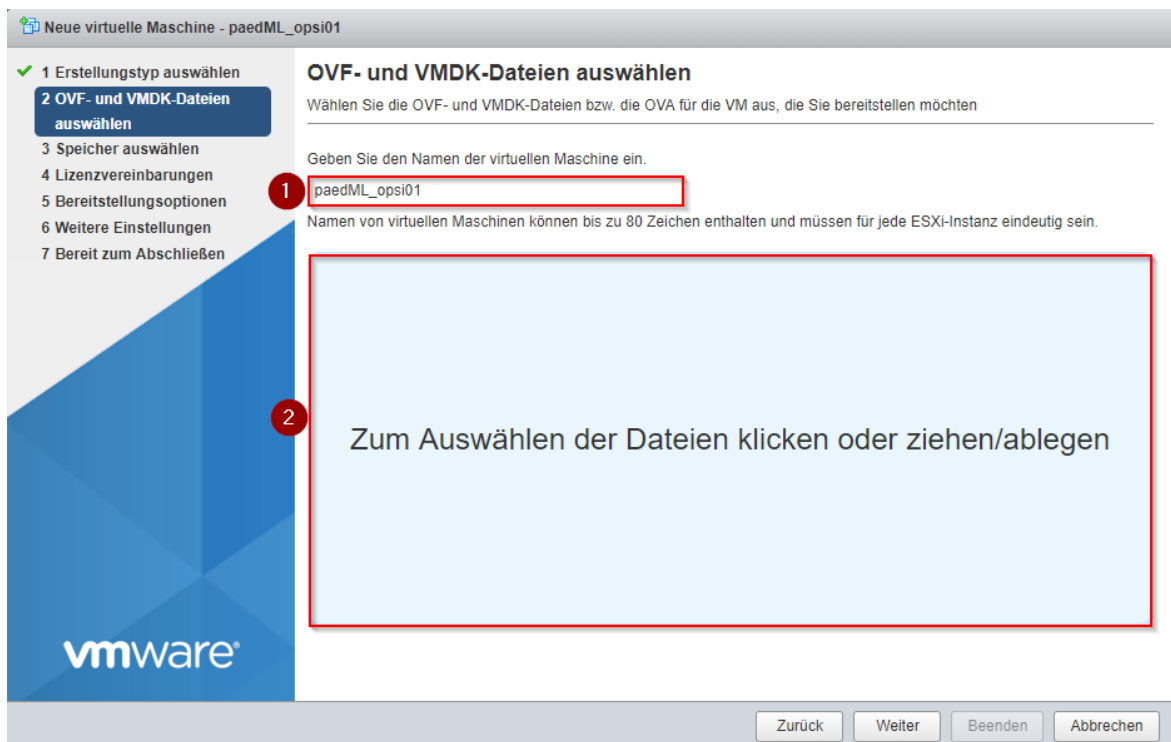 Neue virtuelle Maschine - paedML_opsi01
1 Erstellungstyp auswählen
2 OVF- und VMDK-Dateien
auswählen
3 Speicher auswählen
4 Lizenzvereinbarungen
5 Bereitstellungsoptionen
6 Weitere Einstellungen
7 Bereit zum Abschließen
vmware®
OVF- und VMDK-Dateien auswählen
Wählen Sie die OVF- und VMDK-Dateien bzw. die OVA für die VM aus, die Sie bereitstellen möchten
Geben Sie den Namen der virtuellen Maschine ein.
1
paedML_opsi01
Namen von virtuellen Maschinen können bis zu 80 Zeichen enthalten und müssen für jede ESXi-Instanz eindeutig sein.
2
Zum Auswählen der Dateien klicken oder ziehen/ablegen
Zurück Weiter Beenden Abbrechen